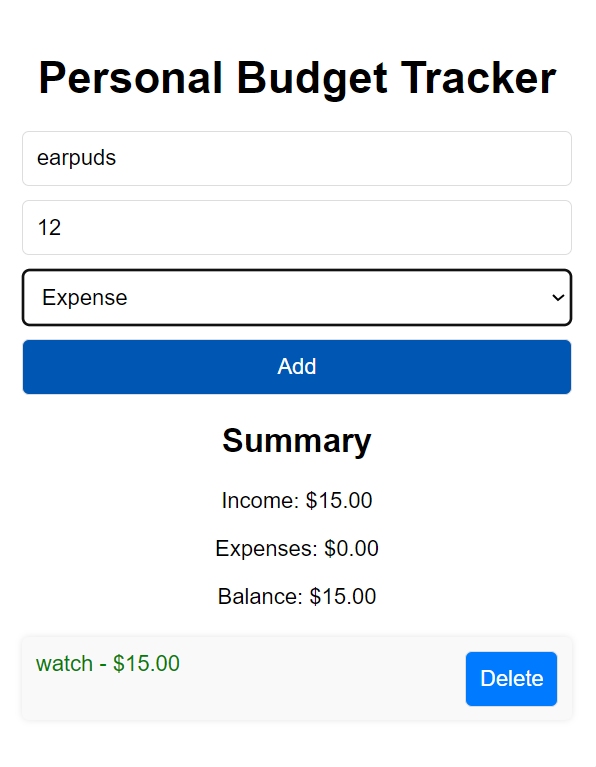 Personal Budget Tracker
earpuds
12
Expense
Add
Summary
Income: $15.00
Expenses: $0.00
Balance: $15.00
watch - $15.00
Delete